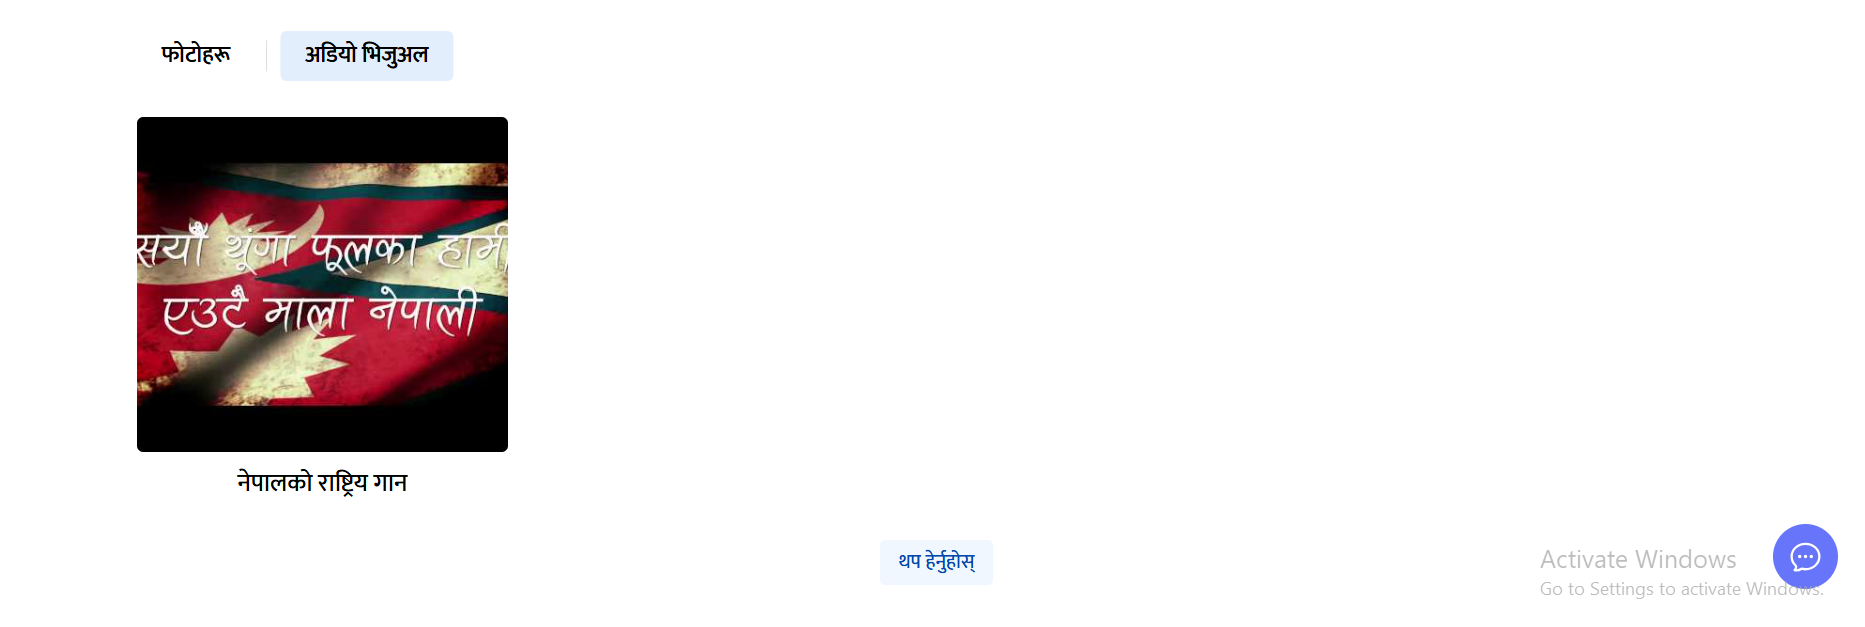 फोटोहरू
अडियो भिजुअल
सयौँ थूंगा फूलका हामी
एउटै माला नेपाली
नेपालको राष्ट्रिय गान
थप हेर्नुहोस्
Activate Windows
Go to Settings to activate Windows.